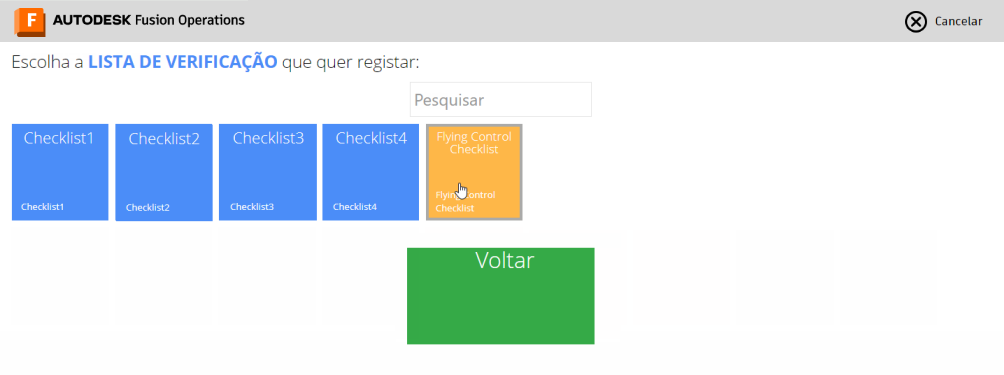 F AUTODESK Fusion Operations
Cancelar
Escolha a LISTA DE VERIFICAÇÃO que quer registar:
Pesquisar
Checklist1
Checklist1
Checklist2
Checklist2
Checklist3
Checklist3
Checklist4
Checklist4
Flying Control
Checklist
Flying Control
Checklist
Voltar